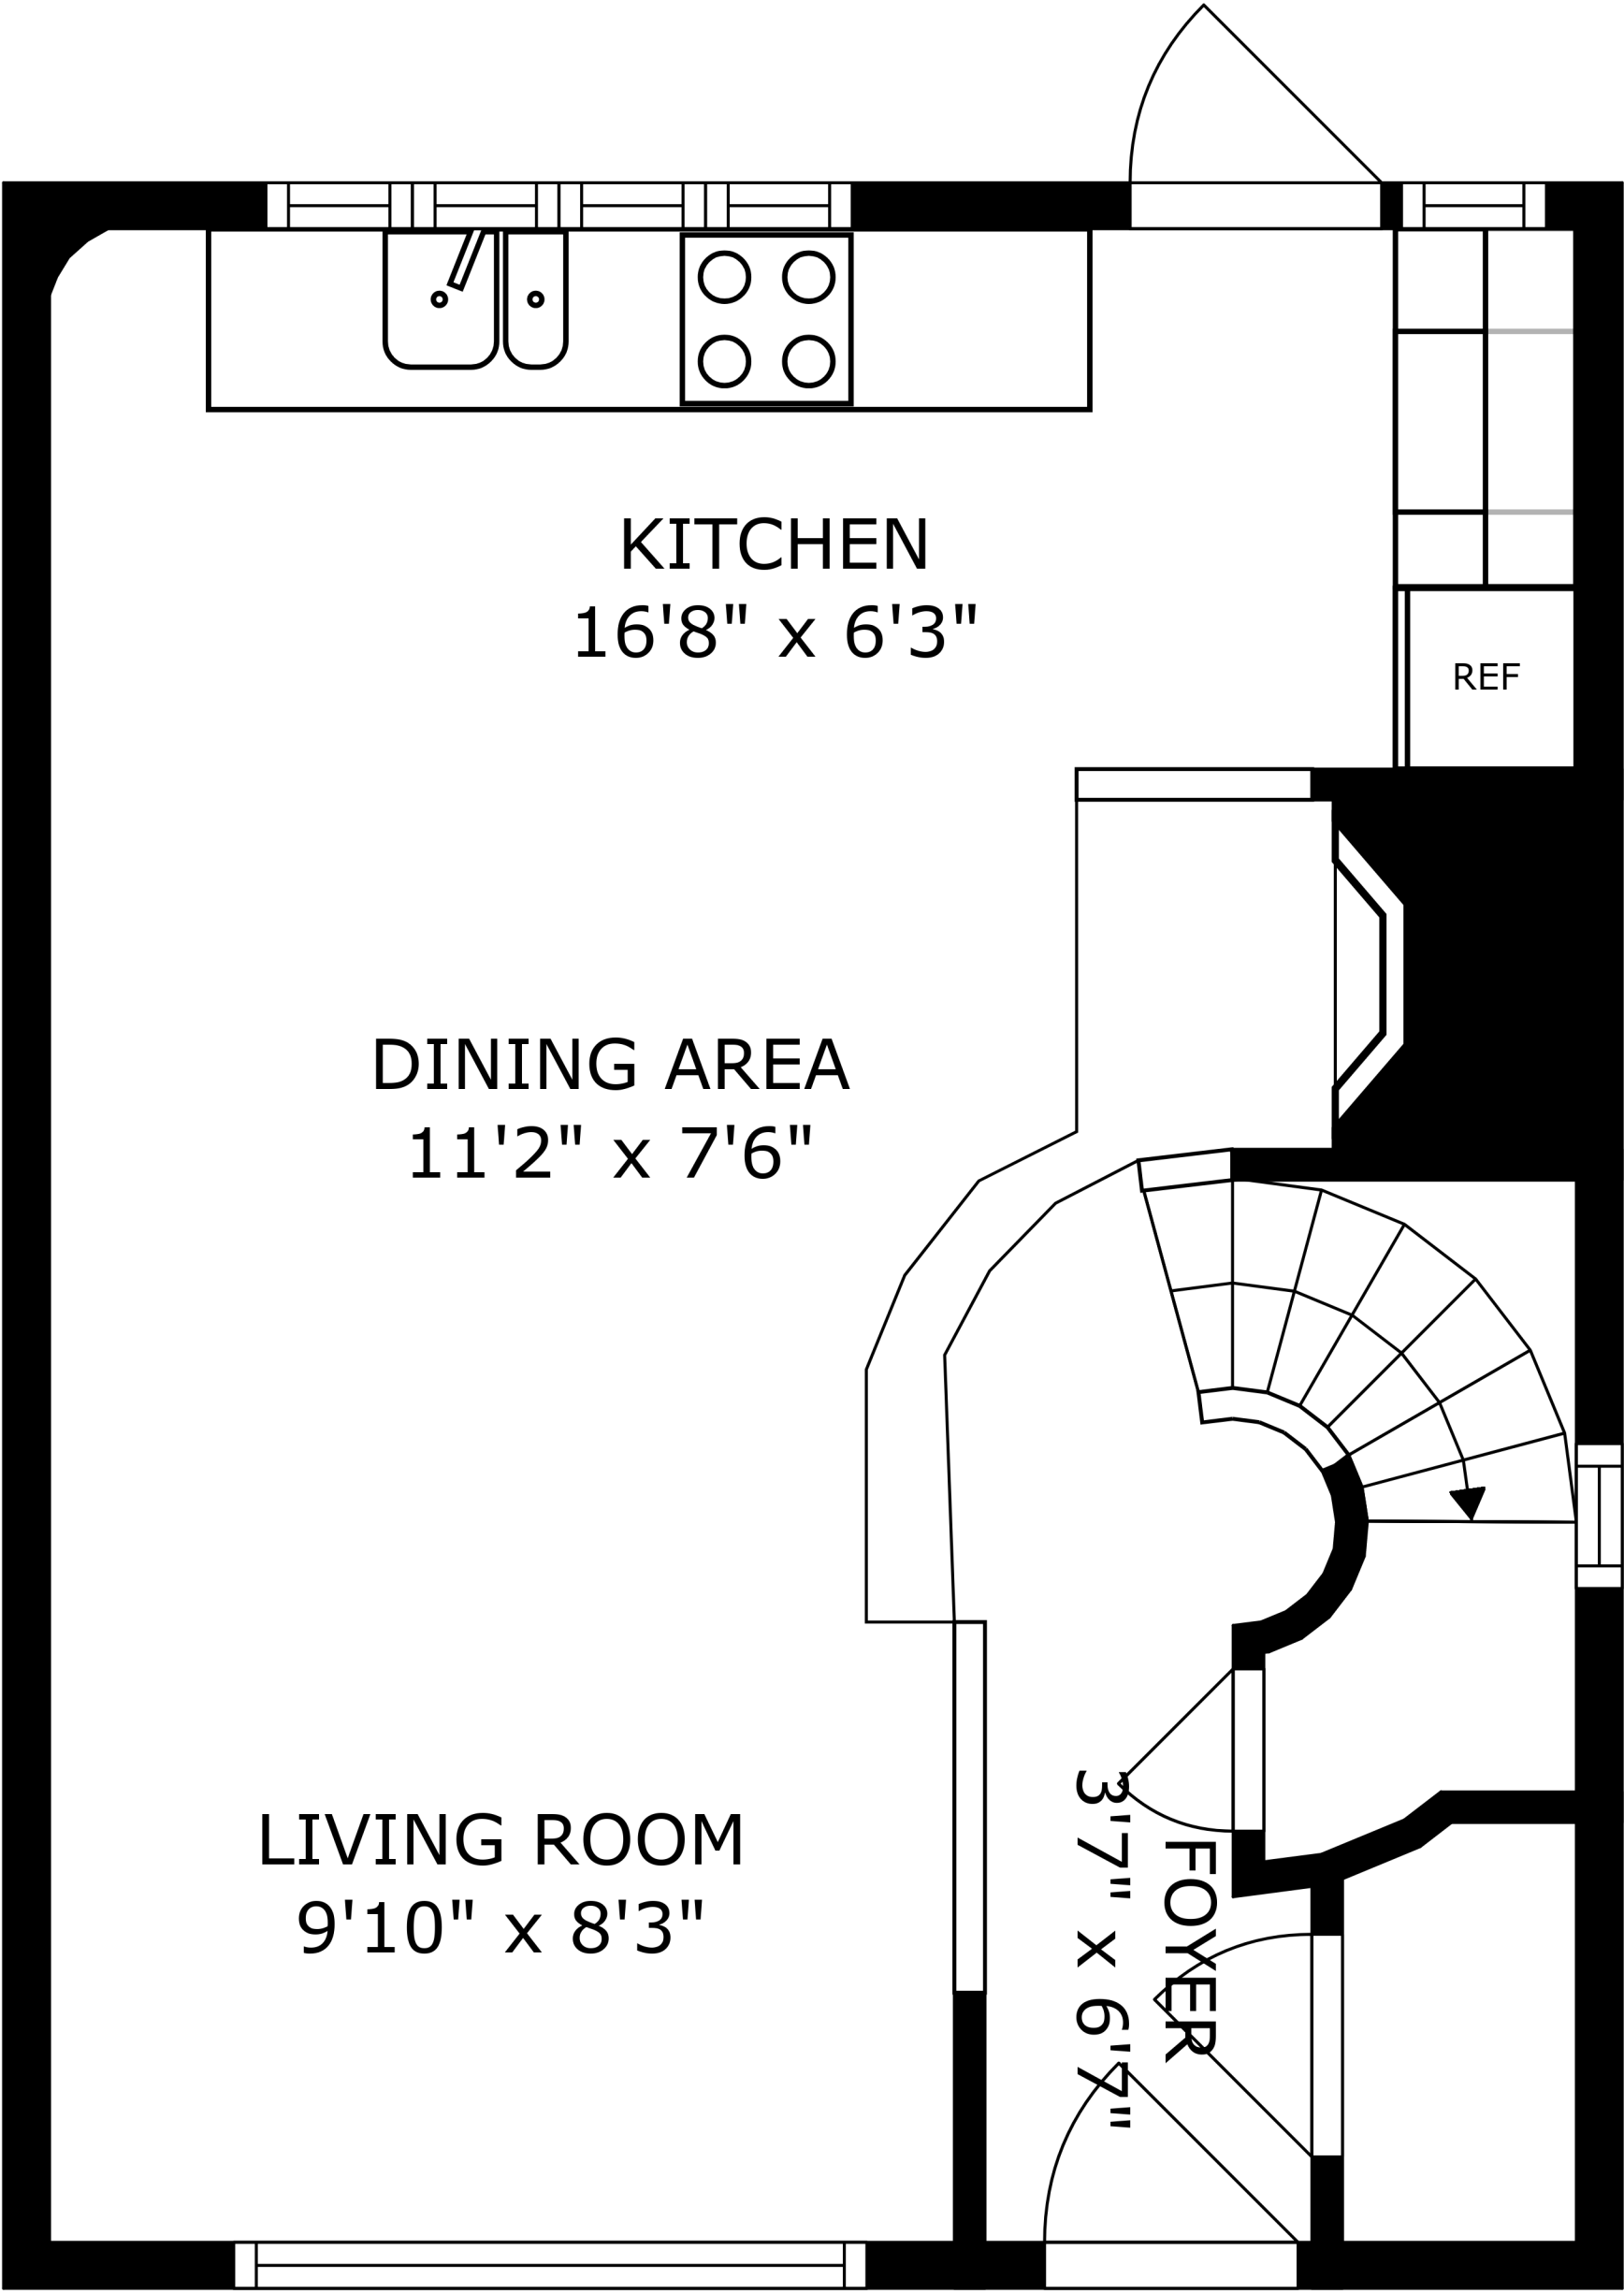 KITCHEN
16'8" x 6'3"
REF
DINING AREA
11'2" x 7'6"
LIVING ROOM
9'10" x 8'3"
FOYER
3'7" x 6'7"